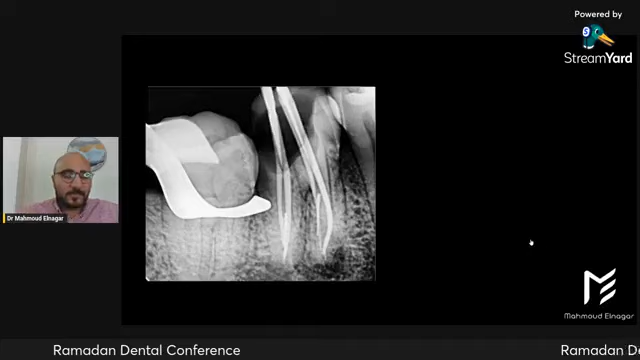 Powered by
StreamYard
Dr Mahmoud Elnagar
Mahmoud Elnagar
Ramadan Dental Conference
Ramadan D